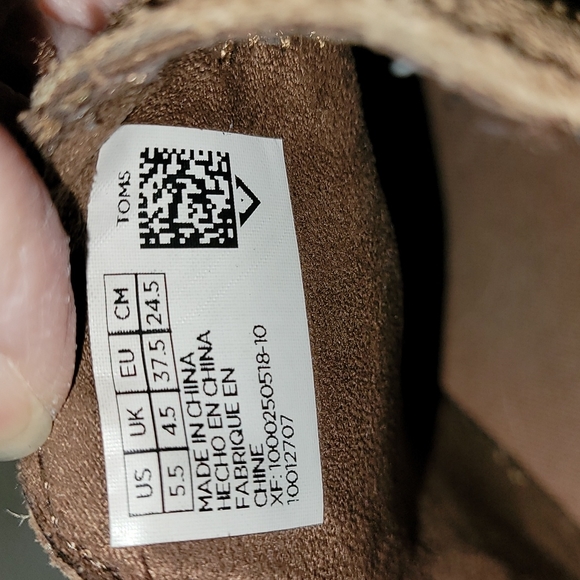 TOMS
US UK EU CM
5.5 4.5 37.5 24.5
MADE IN CHINA
HECHO EN CHINA
FABRIQUE EN
CHINE
XF: 1000250518-10
10012707